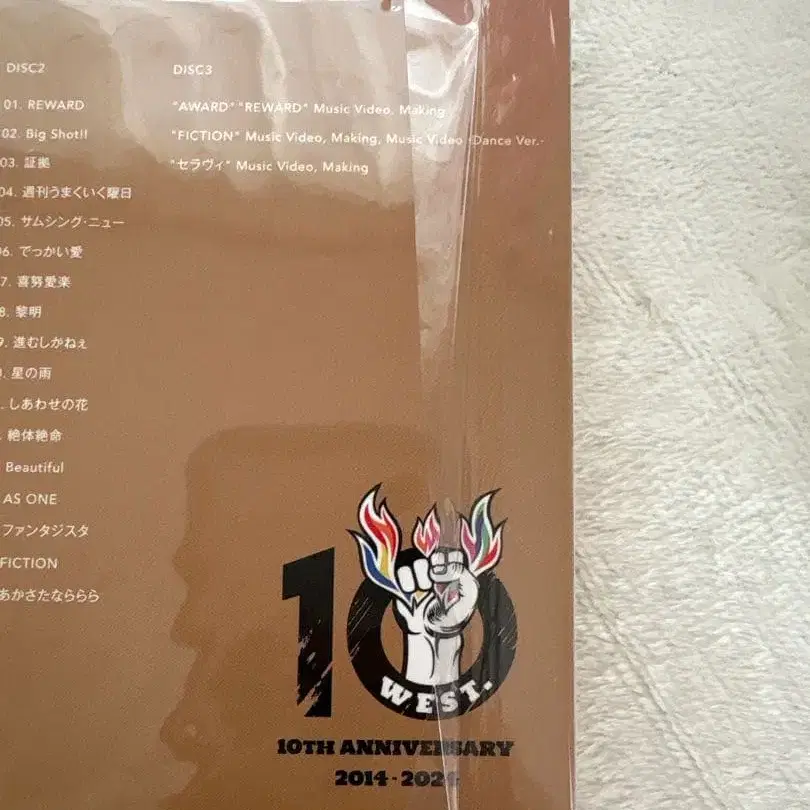 DISC2
01. REWARD
02. Big Shot!!
03. 証拠
04. 週刊うまくいく曜日
05. サムシング・ニュー
06. でっかい愛
7. 喜努愛楽
8. 黎明
9. 進むしかねぇ
0. 星の雨
. しあわせの花
. 絶体絶命
Beautiful
AS ONE
ファンタジスタ
FICTION
あかさたなららら
DISC3
"AWARD" "REWARD" Music Video, Making
"FICTION" Music Video, Making, Music Video -Dance Ver.-
"セラヴィ" Music Video, Making
10
WEST.
10TH ANNIVERSARY
2014-2024